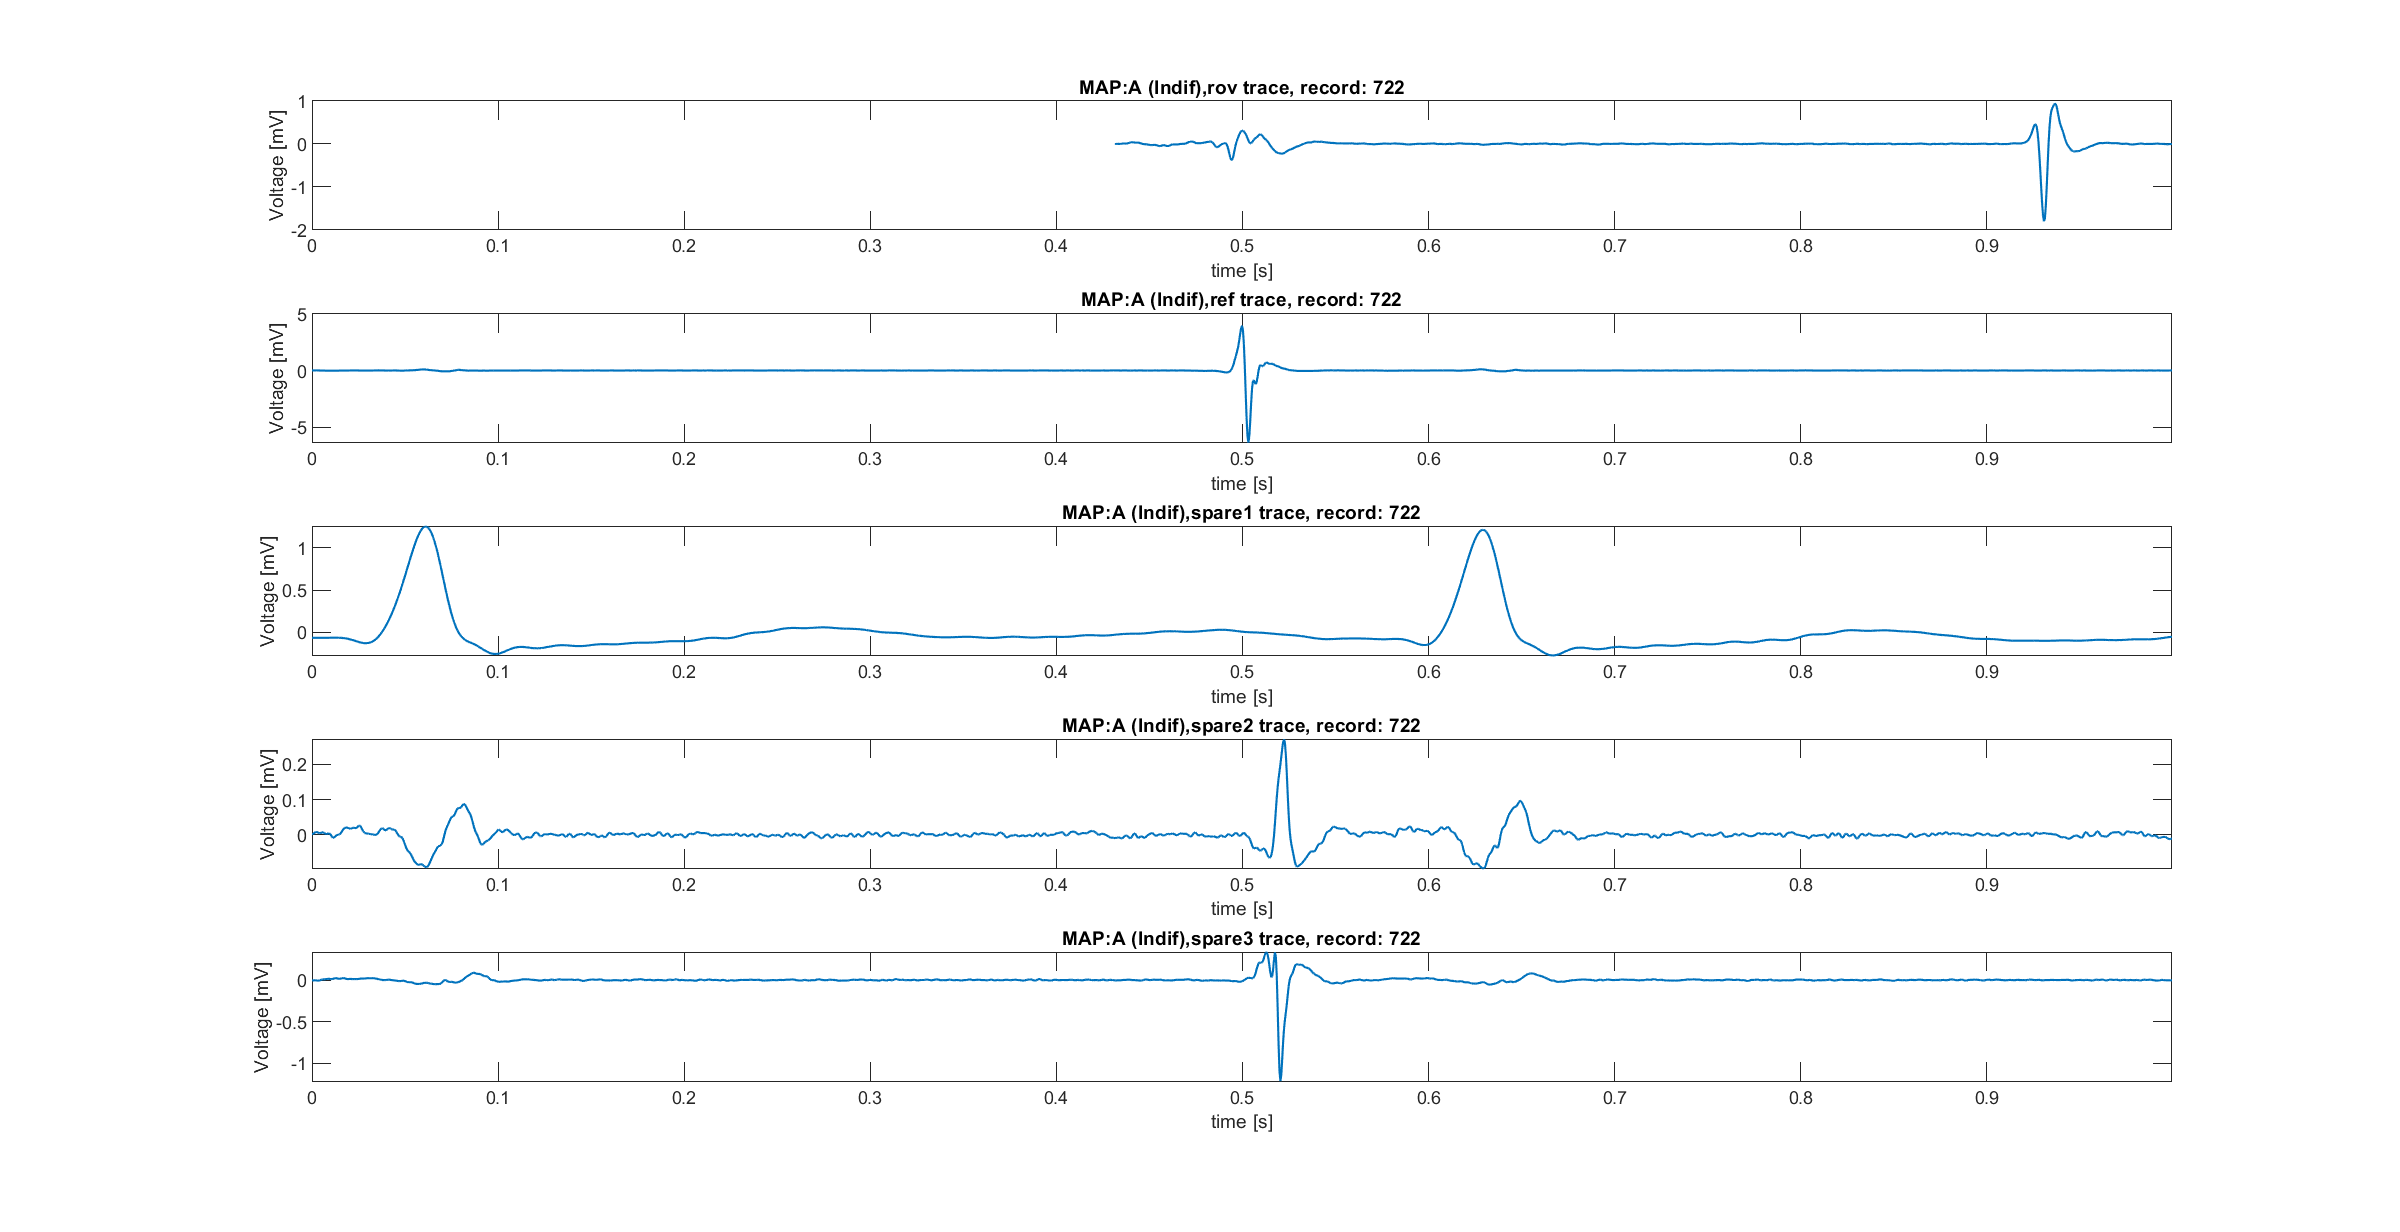 MAP:A (Indif),rov trace, record: 722
Voltage [mV]
1
0
-1
-2
0 0.1 0.2 0.3 0.4 0.5 0.6 0.7 0.8 0.9
time [s]
MAP:A (Indif),ref trace, record: 722
Voltage [mV]
5
0
-5
0 0.1 0.2 0.3 0.4 0.5 0.6 0.7 0.8 0.9
time [s]
MAP:A (Indif),spare1 trace, record: 722
Voltage [mV]
1
0.5
0
0 0.1 0.2 0.3 0.4 0.5 0.6 0.7 0.8 0.9
time [s]
MAP:A (Indif),spare2 trace, record: 722
Voltage [mV]
0.2
0.1
0
0 0.1 0.2 0.3 0.4 0.5 0.6 0.7 0.8 0.9
time [s]
MAP:A (Indif),spare3 trace, record: 722
Voltage [mV]
0
-0.5
-1
0 0.1 0.2 0.3 0.4 0.5 0.6 0.7 0.8 0.9
time [s]